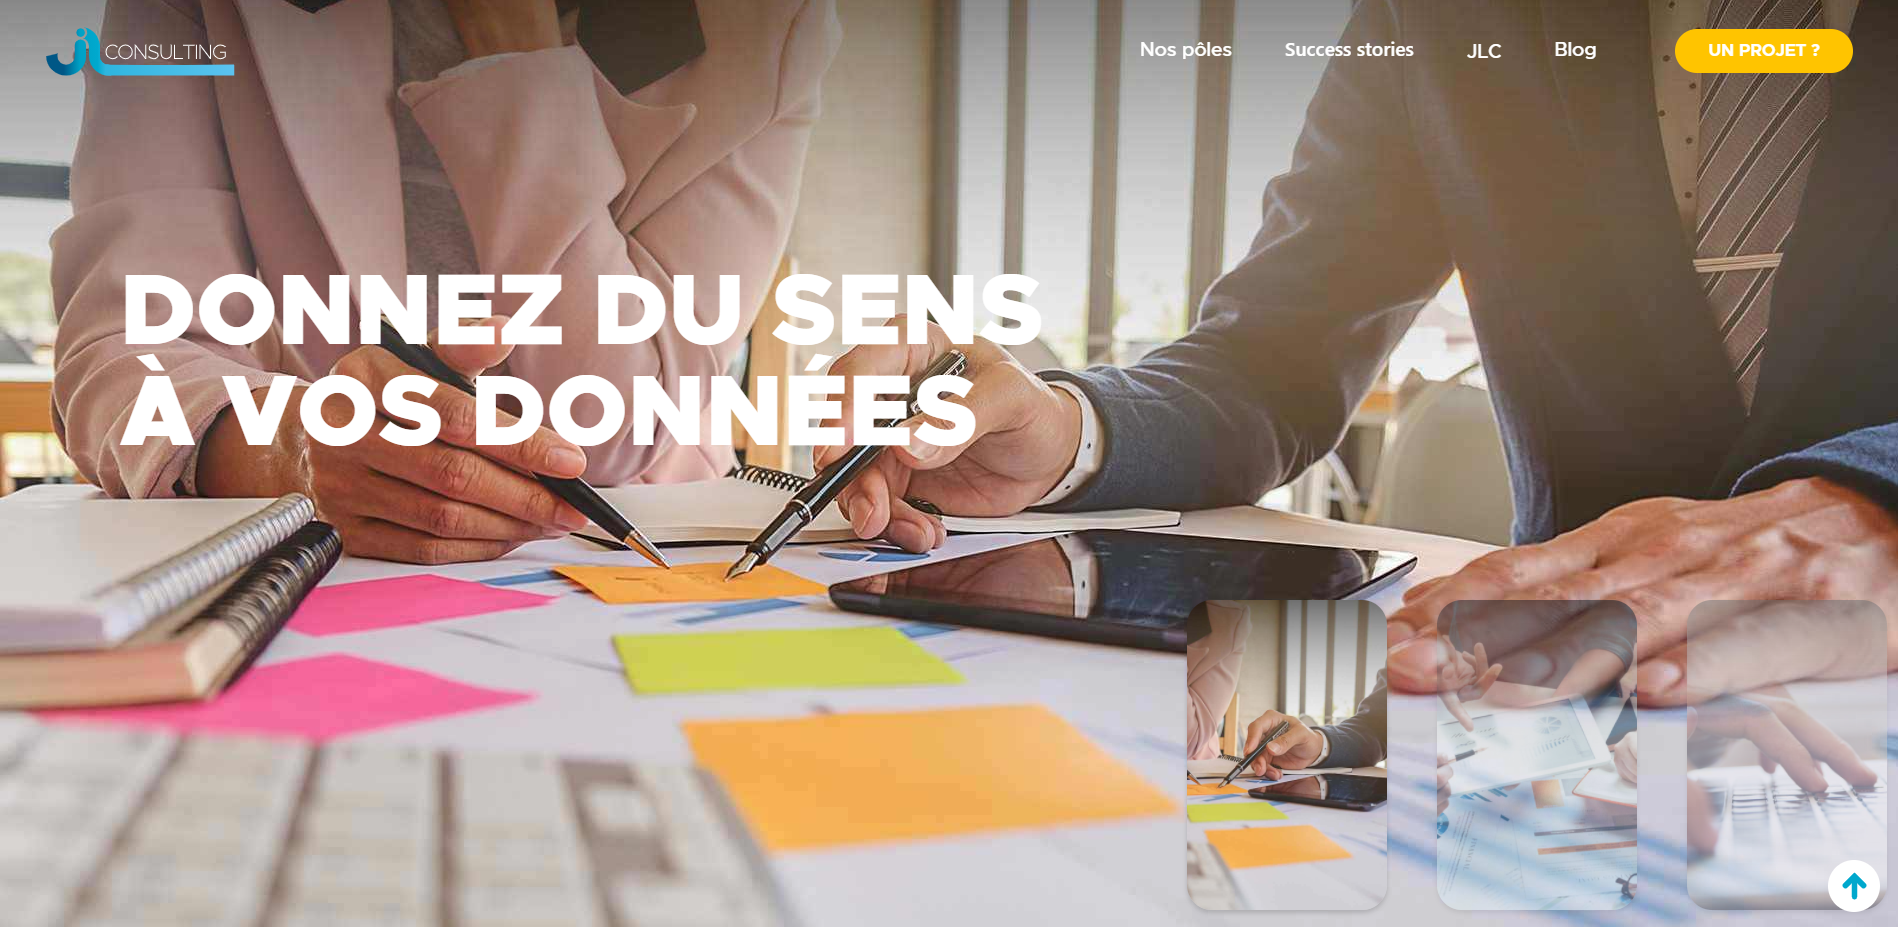 JL CONSULTING
Nos pôles
Success stories
JLC
Blog
UN PROJET ?
DONNEZ DU SENS
À VOS DONNÉES